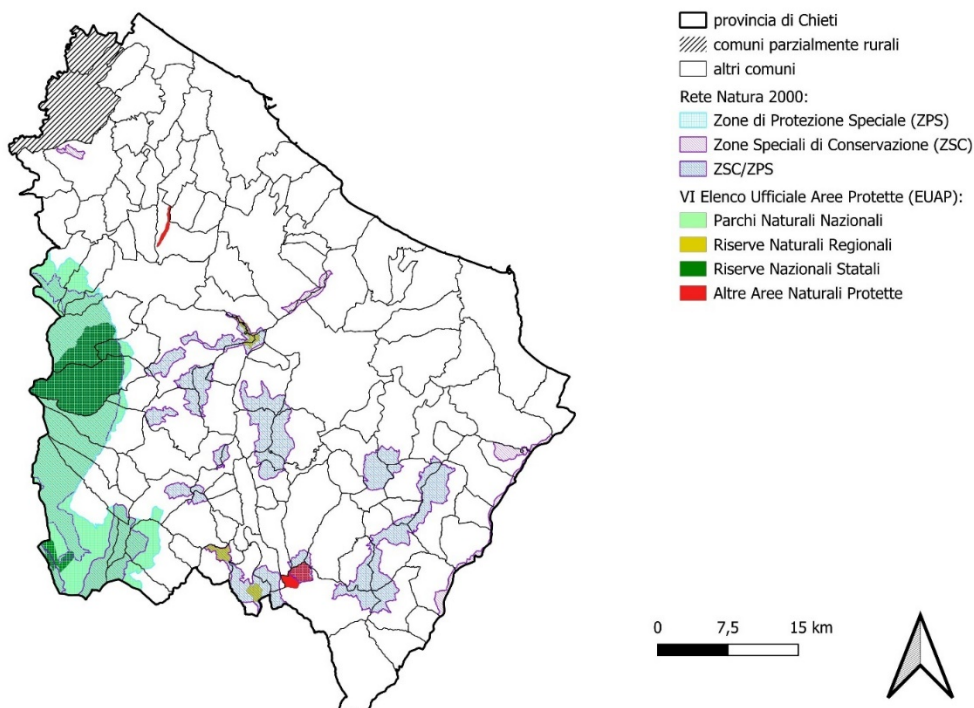 provincia di Chieti
comuni parzialmente rurali
altri comuni
Rete Natura 2000:
Zone di Protezione Speciale (ZPS)
Zone Speciali di Conservazione (ZSC)
ZSC/ZPS
VI Elenco Ufficiale Aree Protette (EUAP):
Parchi Naturali Nazionali
Riserve Naturali Regionali
Riserve Nazionali Statali
Altre Aree Naturali Protette
0 7,5 15 km